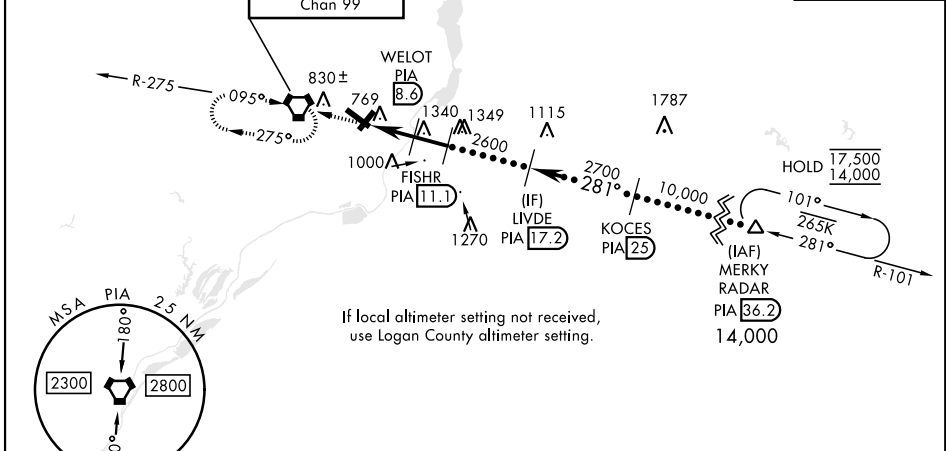 Chan 99
R-275
095°
275°
830 ±
769
WELOT
PIA
8.6
1340
1349
1115
1787
1000
FISHR
PIA 11.1
2600
1270
(IF)
LIVDE
PIA 17.2
2700
281°
KOCES
PIA 25
10,000
HOLD 17,500
14,000
101°
265K
281°
R-101
(IAF)
MERKY
RADAR
PIA 36.2
14,000
If local altimeter setting not received,
use Logan County altimeter setting.
MSA PIA 25 NM
180°
2300
2800